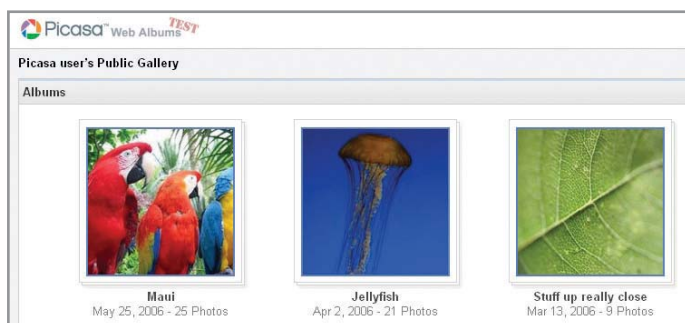 Picasa™ Web Albums TEST
Picasa user's Public Gallery
Albums
Maui
May 25, 2006 - 25 Photos
Jellyfish
Apr 2, 2006 - 21 Photos
Stuff up really close
Mar 13, 2006 - 9 Photos